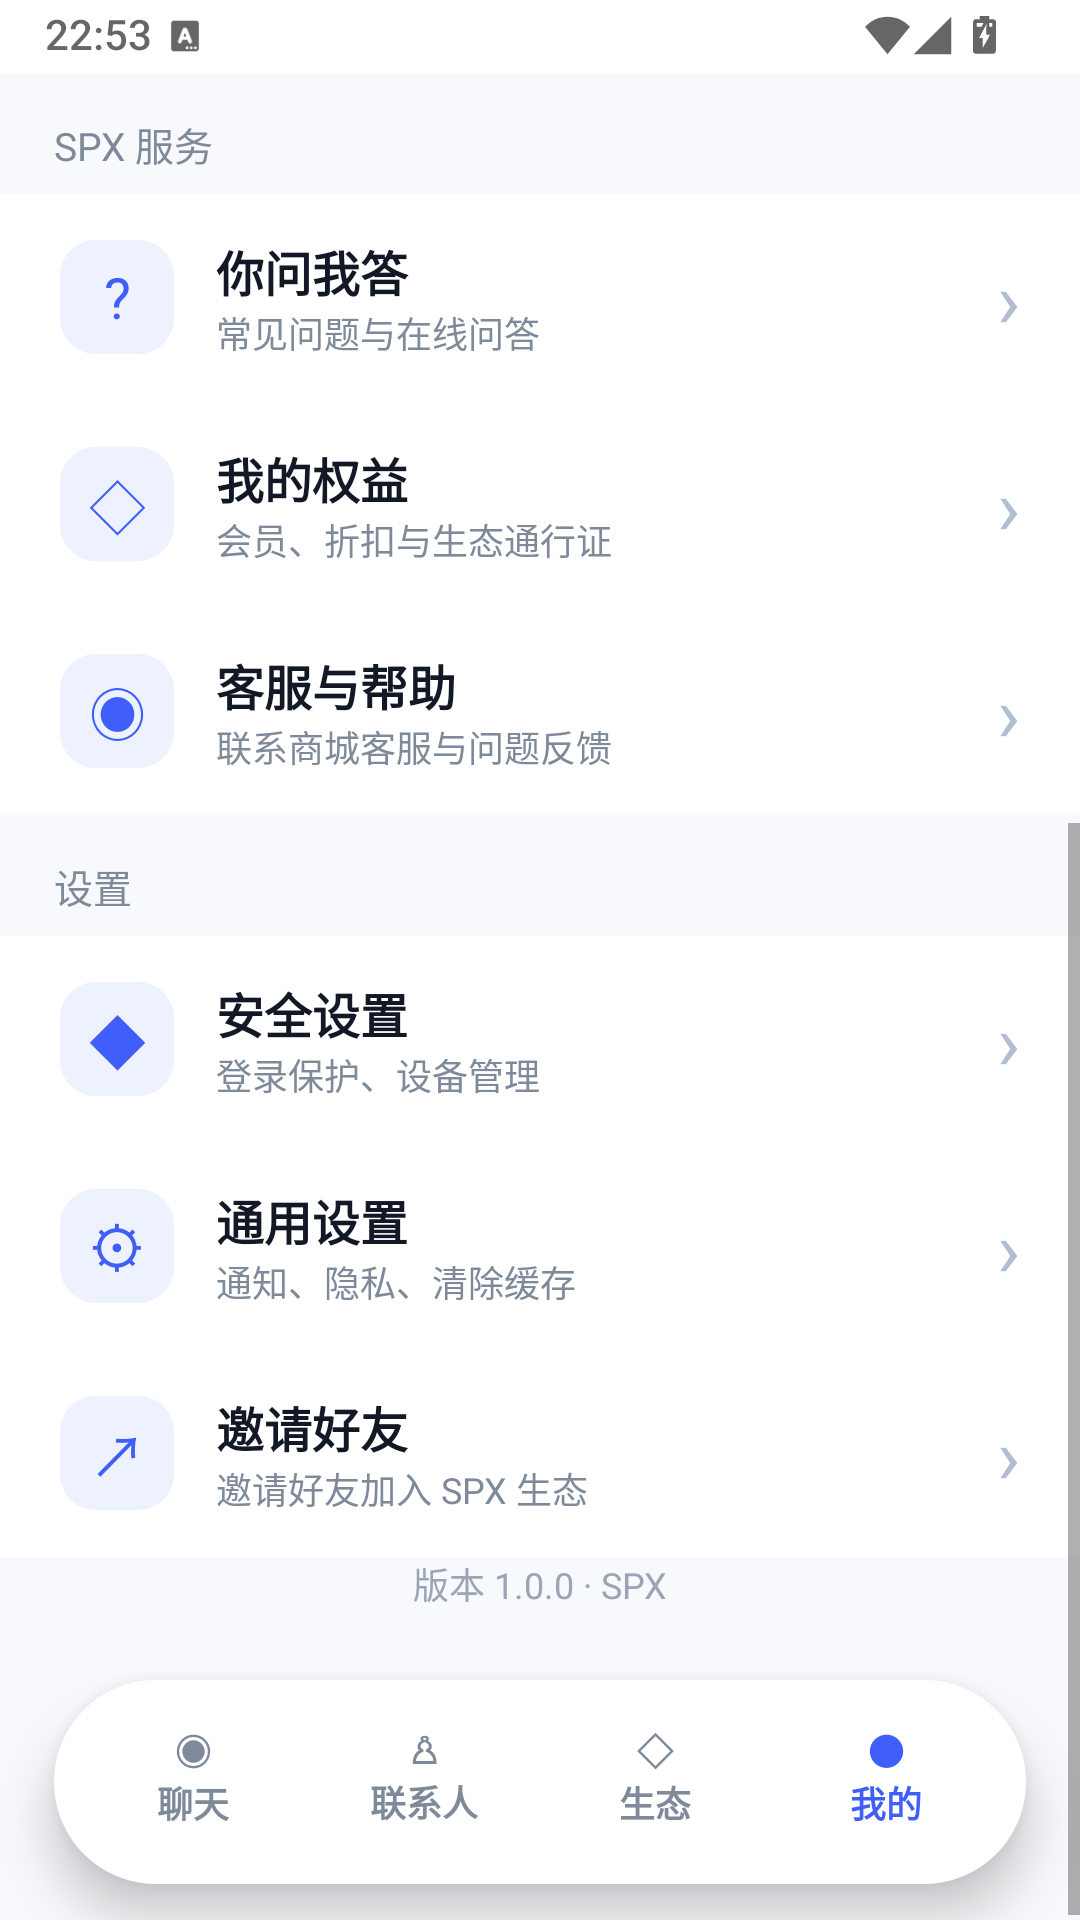 22:53
SPX 服务
你问我答
常见问题与在线问答
我的权益
会员、折扣与生态通行证
客服与帮助
联系商城客服与问题反馈
设置
安全设置
登录保护、设备管理
通用设置
通知、隐私、清除缓存
邀请好友
邀请好友加入 SPX 生态
版本 1.0.0 · SPX
聊天
联系人
生态
我的